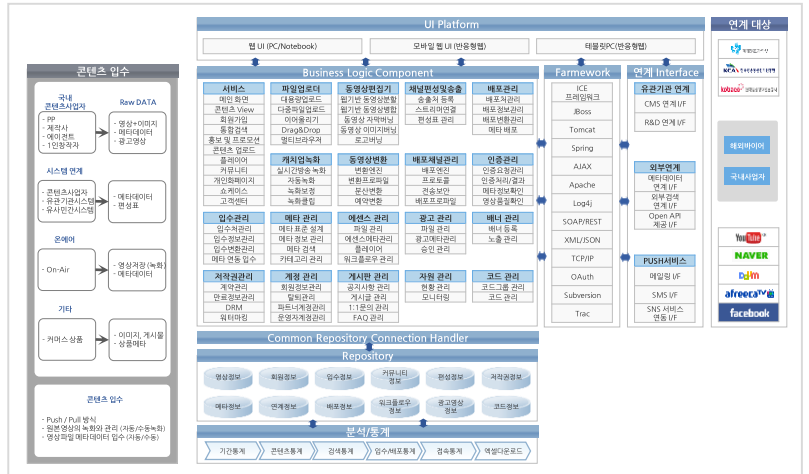 UI Platform
웹 UI (PC/Notebook)
모바일 웹 UI (반응형웹)
테블릿PC(반응형웹)
콘텐츠 입수
국내
콘텐츠사업자
Raw DATA
- PP
- 제작사
- 에이전트
- 1인창작자
- 영상+이미지
- 메타데이터
- 광고영상
시스템 연계
- 콘텐츠사업자
- 유관기관시스템
- 유사민간시스템
- 메타데이터
- 편성표
온에어
- On-Air
- 영상저장 (녹화)
- 메타데이터
기타
- 커머스 상품
- 이미지, 게시물
- 상품메타
콘텐츠 입수
- Push / Pull 방식
- 원본영상의 녹화와 관리 (자동/수동녹화)
- 영상파일 메타데이터 입수 (자동/수동)
Business Logic Component
서비스
메인 화면
콘텐츠 View
회원가입
통합검색
홍보 및 프로모션
콘텐츠 업로드
플레이어
커뮤니티
개인화페이지
쇼케이스
고객센터
파일업로더
대용량업로드
다중파일업로드
이어올리기
Drag&Drop
멀티브라우저
동영상편집기
웹기반 동영상분할
웹기반 동영상병합
동영상 자막버닝
동영상 이미지버닝
로고버닝
채널편성및송출
송출처 등록
스트리머연결
편성표 관리
배포관리
배포처관리
배포정보관리
배포변환관리
메타 배포
캐치업녹화
실시간방송 녹화
자동녹화
녹화보정
녹화클립
동영상변환
변환엔진
변환프로파일
분산변환
예약변환
배포채널관리
배포엔진
프로토콜
전송보안
배포프로파일
인증관리
인증요청관리
인증처리/결과
메타정보확인
영상품질확인
입수관리
입수처관리
입수정보관리
입수변환관리
메타 연동 입수
메타 관리
메타 표준 설계
메타 정보 관리
메타 검색
카테고리 관리
에센스 관리
파일 관리
에센스메타관리
플레이어
워크플로우 관리
광고 관리
파일 관리
광고메타관리
승인 관리
배너 관리
배너 등록
노출 관리
저작권관리
계약관리
만료정보관리
DRM
워터마킹
계정 관리
회원정보관리
탈퇴관리
파트너계정관리
운영자계정관리
게시판 관리
공지사항 관리
게시글 관리
1:1문의 관리
FAQ 관리
자원 관리
현황 관리
모니터링
코드 관리
코드그룹 관리
코드 관리
Farmework
ICE
프레임워크
JBoss
Tomcat
Spring
AJAX
Apache
Log4j
SOAP/REST
XML/JSON
TCP/IP
OAuth
Subversion
Trac
연계 Interface
유관기관 연계
CMS 연계 I/F
R&D 연계 I/F
외부연계
메타데이터
연계 I/F
외부검색
연계 I/F
Open API
제공 I/F
PUSH서비스
메일링 I/F
SMS I/F
SNS 서비스
연동 I/F
연계 대상
KCA
kobaco
해외바이어
국내사업자
YouTube
NAVER
Daum
afreecaTV
facebook
Common Repository Connection Handler
Repository
영상정보
회원정보
입수정보
커뮤니티
정보
편성정보
저작권정보
메타정보
연계정보
배포정보
워크플로우
정보
광고영상
정보
코드정보
분석/통계
기간통계
콘텐츠통계
검색통계
입수/배포통계
접속통계
엑셀다운로드